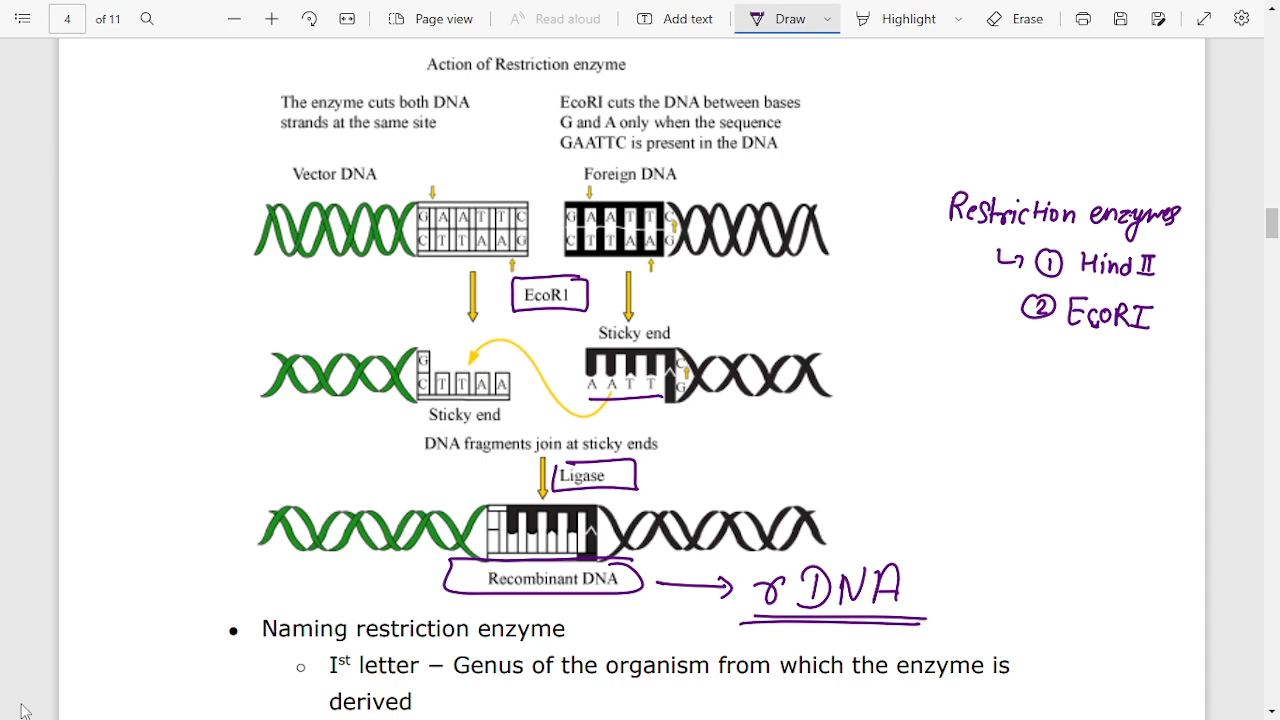 4 of 11 Page view Read aloud Add text Draw Highlight Erase
Action of Restriction enzyme
The enzyme cuts both DNA
strands at the same site
EcoRI cuts the DNA between bases
G and A only when the sequence
GAATTC is present in the DNA
Vector DNA
Foreign DNA
G A A T T C
C T T A A G
G A A T T C
C T T A A G
Restriction enzymes
① Hind II
② EcoRI
EcoR1
Sticky end
G
C T T A A
C
A A T T G
Sticky end
DNA fragments join at sticky ends
Ligase
Recombinant DNA
rDNA
• Naming restriction enzyme
○ Ist letter − Genus of the organism from which the enzyme is
derived